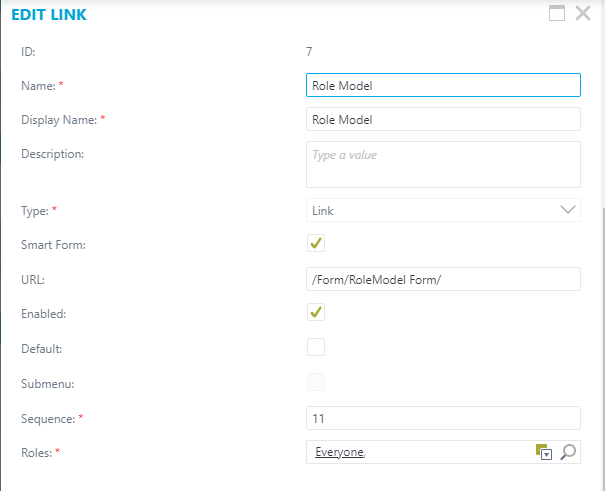 EDIT LINK
ID: 7
Name: * Role Model
Display Name: * Role Model
Description: Type a value
Type: * Link
Smart Form:
URL: /Form/RoleModel Form/
Enabled:
Default:
Submenu:
Sequence: * 11
Roles: * Everyone,